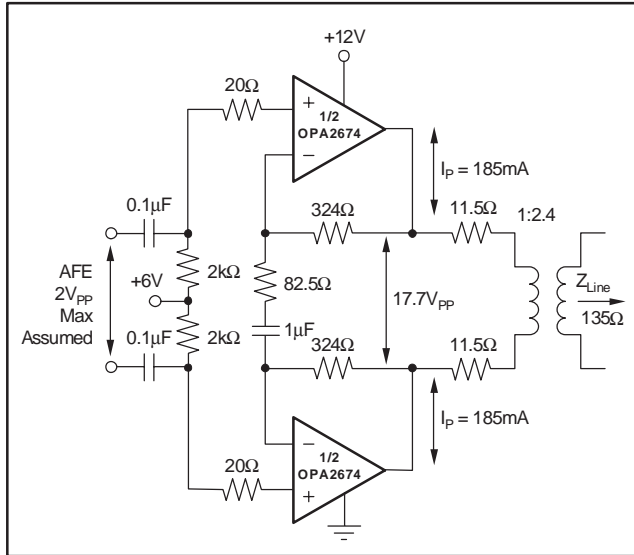 +12V
20Ω
+
1/2
OPA2674
−
I_P = 185mA
0.1μF
324Ω
11.5Ω
1:2.4
2kΩ
82.5Ω
AFE
2V_PP
Max
Assumed
+6V
17.7V_PP
Z_Line
135Ω
1μF
2kΩ
0.1μF
324Ω
11.5Ω
−
1/2
OPA2674
+
I_P = 185mA
20Ω